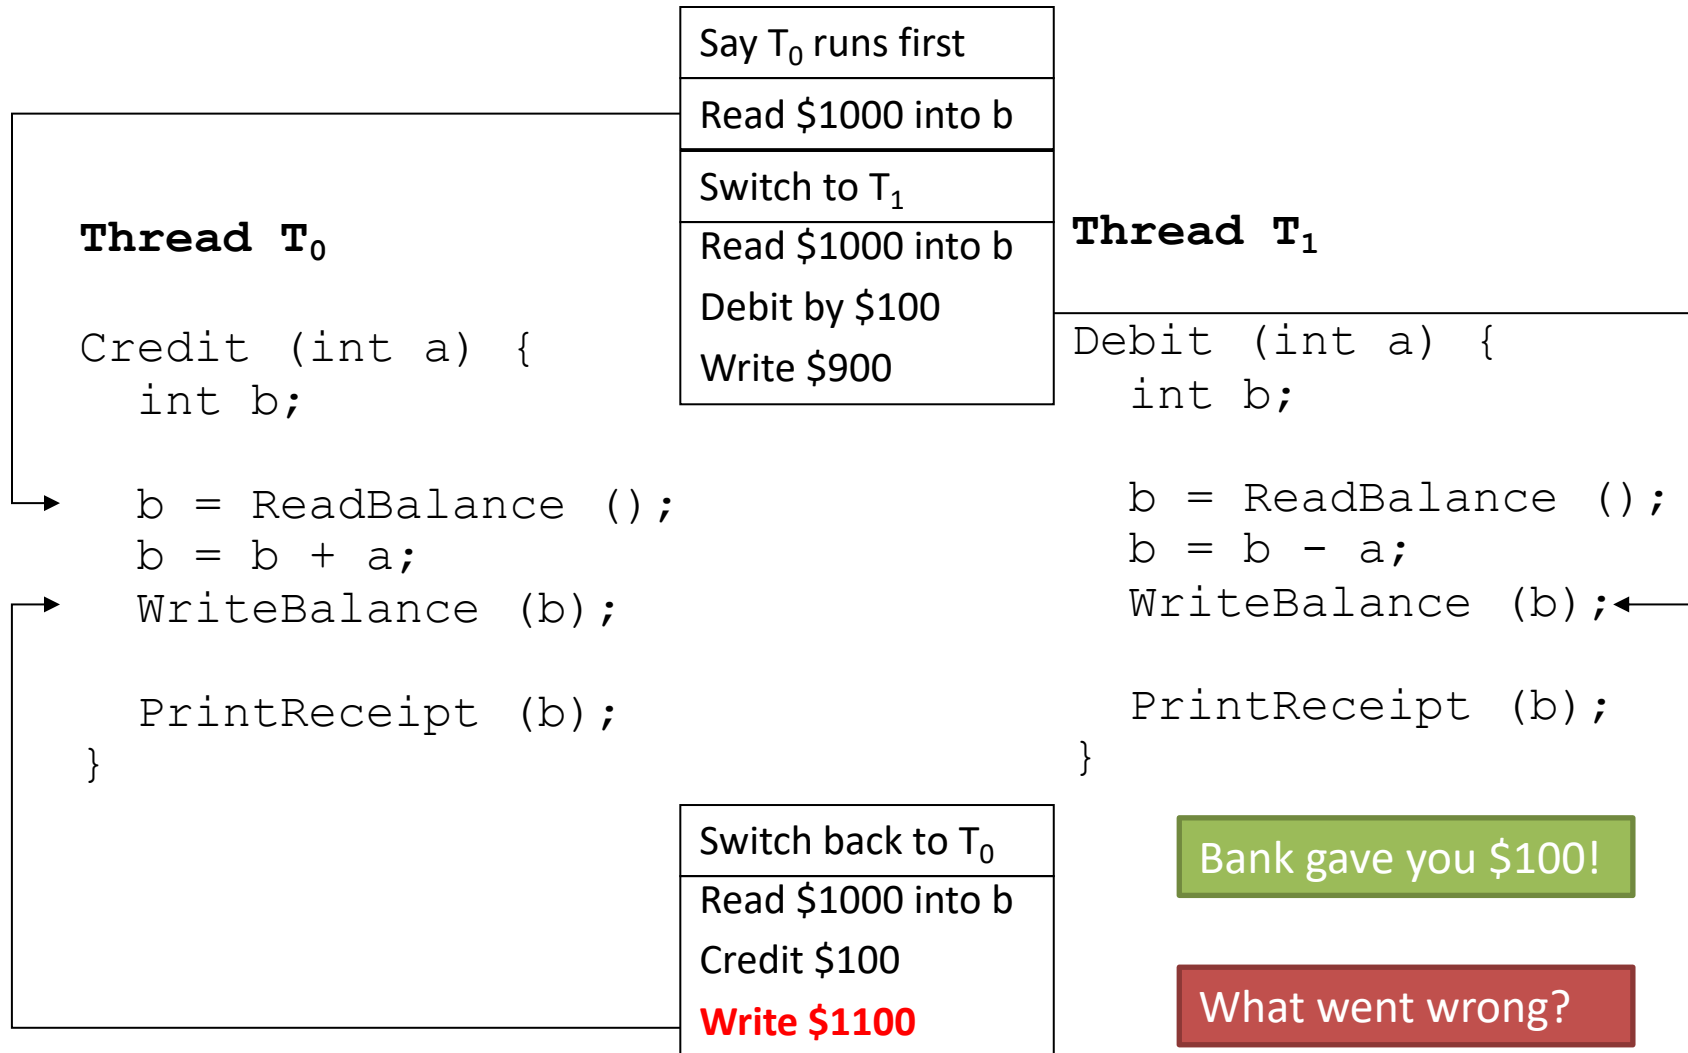 Say T₀ runs first
Read $1000 into b
Switch to T₁
Read $1000 into b
Debit by $100
Write $900
Thread T₀
Credit (int a) {
int b;
b = ReadBalance ();
b = b + a;
WriteBalance (b);
PrintReceipt (b);
}
Thread T₁
Debit (int a) {
int b;
b = ReadBalance ();
b = b - a;
WriteBalance (b);
PrintReceipt (b);
}
Switch back to T₀
Read $1000 into b
Credit $100
Write $1100
Bank gave you $100!
What went wrong?